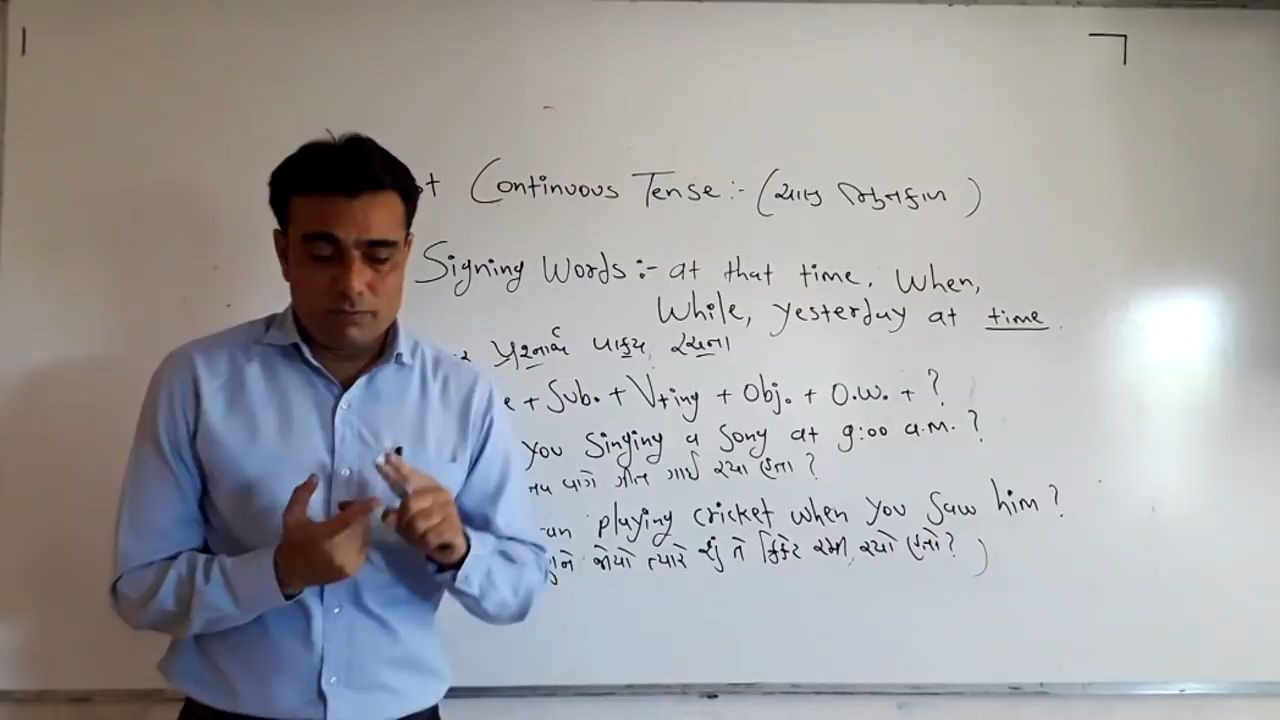 Continuous Tense :- (ચાલુ ભૂતકાળ )
Signing Words :- at that time, When,
While, yesterday at time.
પ્રશ્નાર્થ વાક્ય રચના
+ Sub. + V+ing + Obj. + O.W. + ?
you Singing a Song at 9:00 a.m. ?
વાગે ગીત ગાઈ રહ્યા હતા ?
playing cricket when you Saw him ?
જોયો ત્યારે શું તે ક્રિકેટ રમી રહ્યો હતો ? )